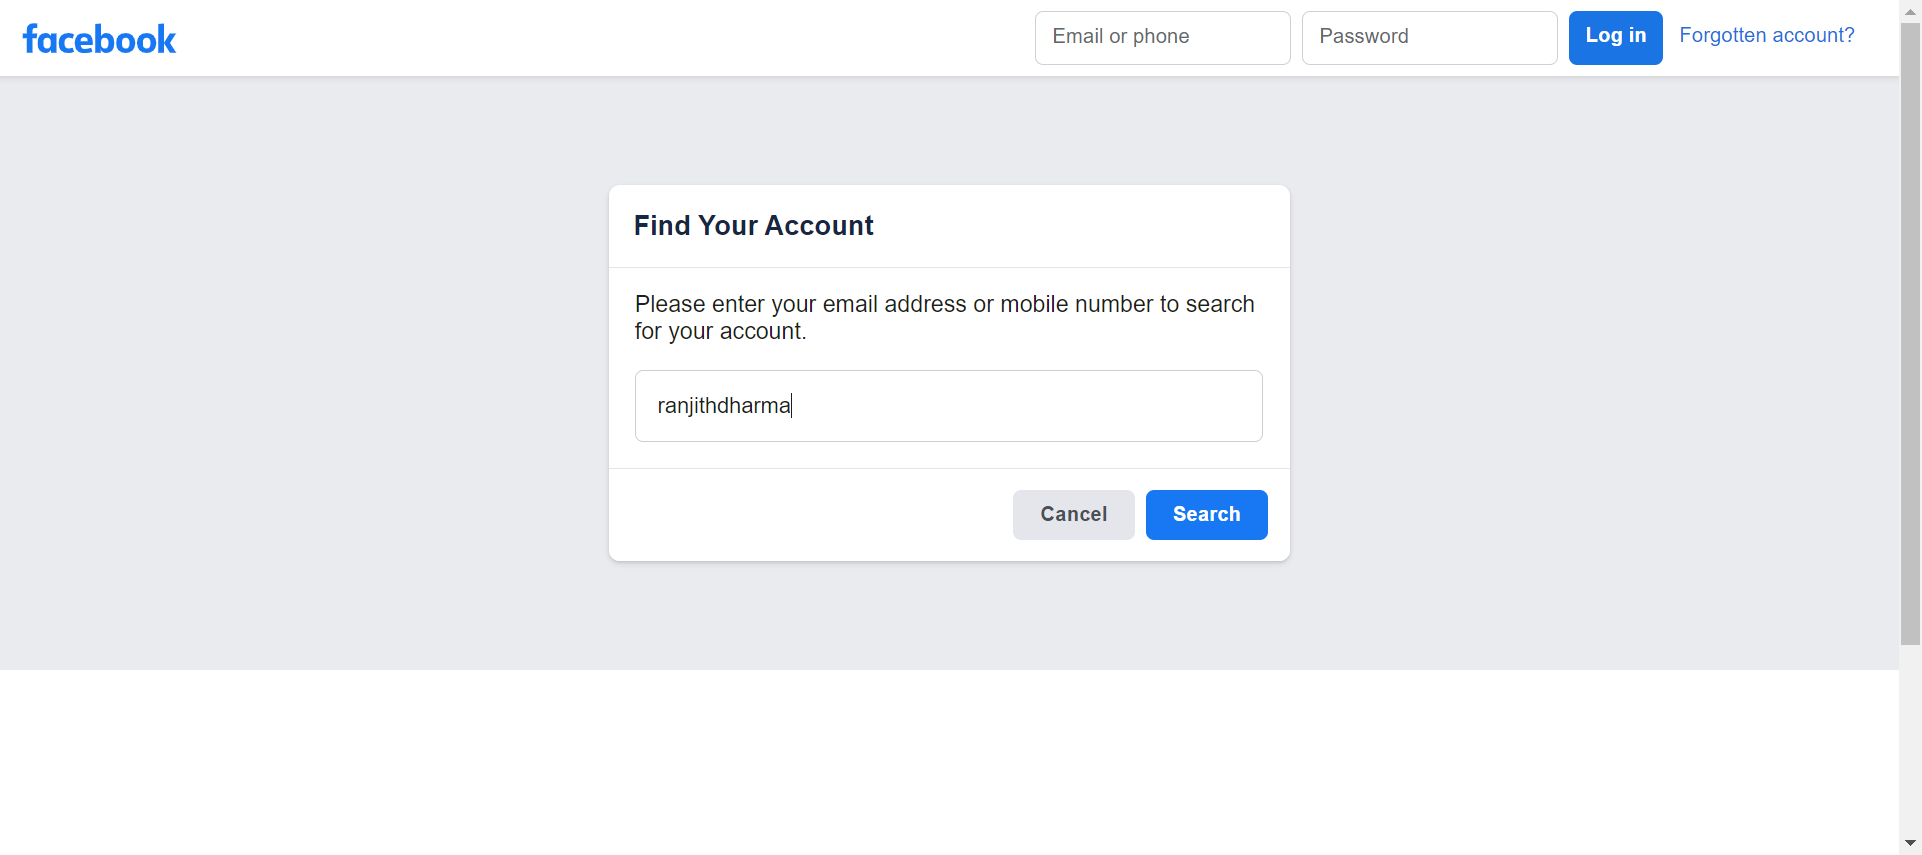 facebook
Email or phone
Password
Log in
Forgotten account?
Find Your Account
Please enter your email address or mobile number to search
for your account.
ranjithdharma
Cancel
Search